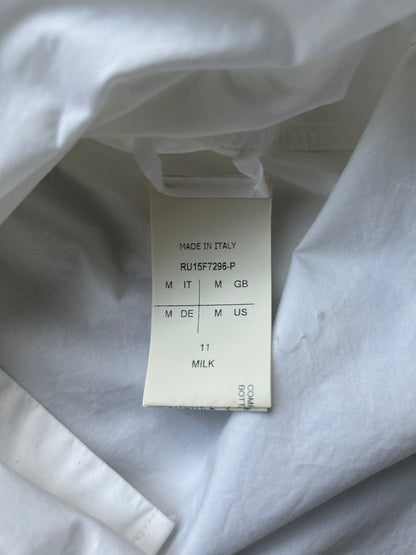 MADE IN ITALY
RU15F7296-P
M IT M GB
M DE M US
11
MILK